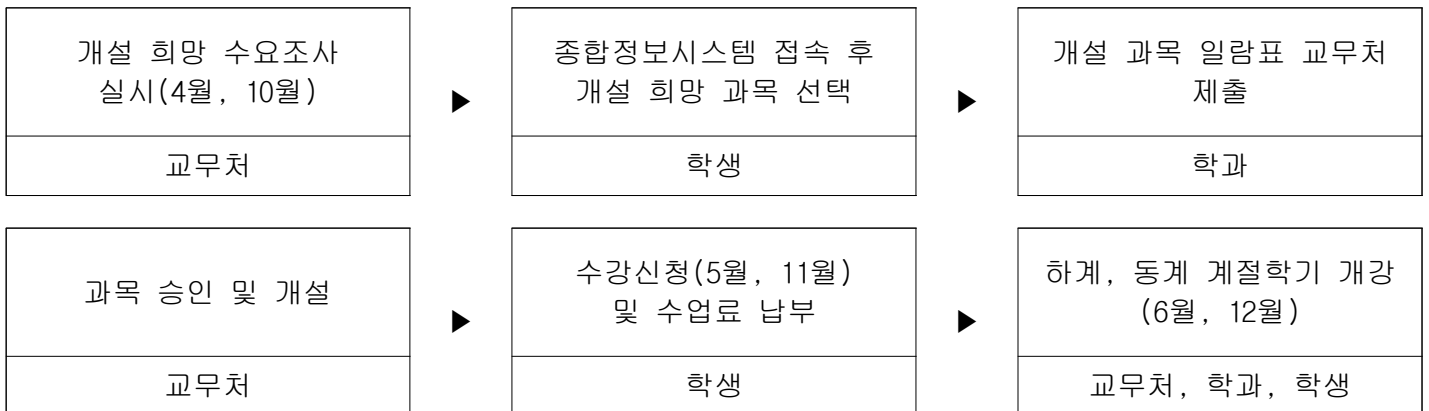 개설 희망 수요조사
실시(4월, 10월)
교무처
▶
종합정보시스템 접속 후
개설 희망 과목 선택
학생
▶
개설 과목 일람표 교무처
제출
학과
과목 승인 및 개설
교무처
▶
수강신청(5월, 11월)
및 수업료 납부
학생
▶
하계, 동계 계절학기 개강
(6월, 12월)
교무처, 학과, 학생